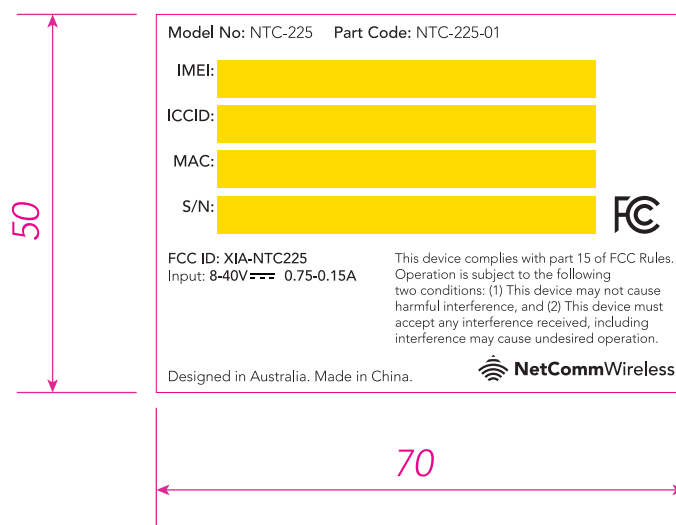 Model No: NTC-225 Part Code: NTC-225-01
IMEI:
ICCID:
MAC:
S/N:
FC
FCC ID: XIA-NTC225
Input: 8-40V 0.75-0.15A
This device complies with part 15 of FCC Rules.
Operation is subject to the following
two conditions: (1) This device may not cause
harmful interference, and (2) This device must
accept any interference received, including
interference may cause undesired operation.
Designed in Australia. Made in China.
NetCommWireless
50
70